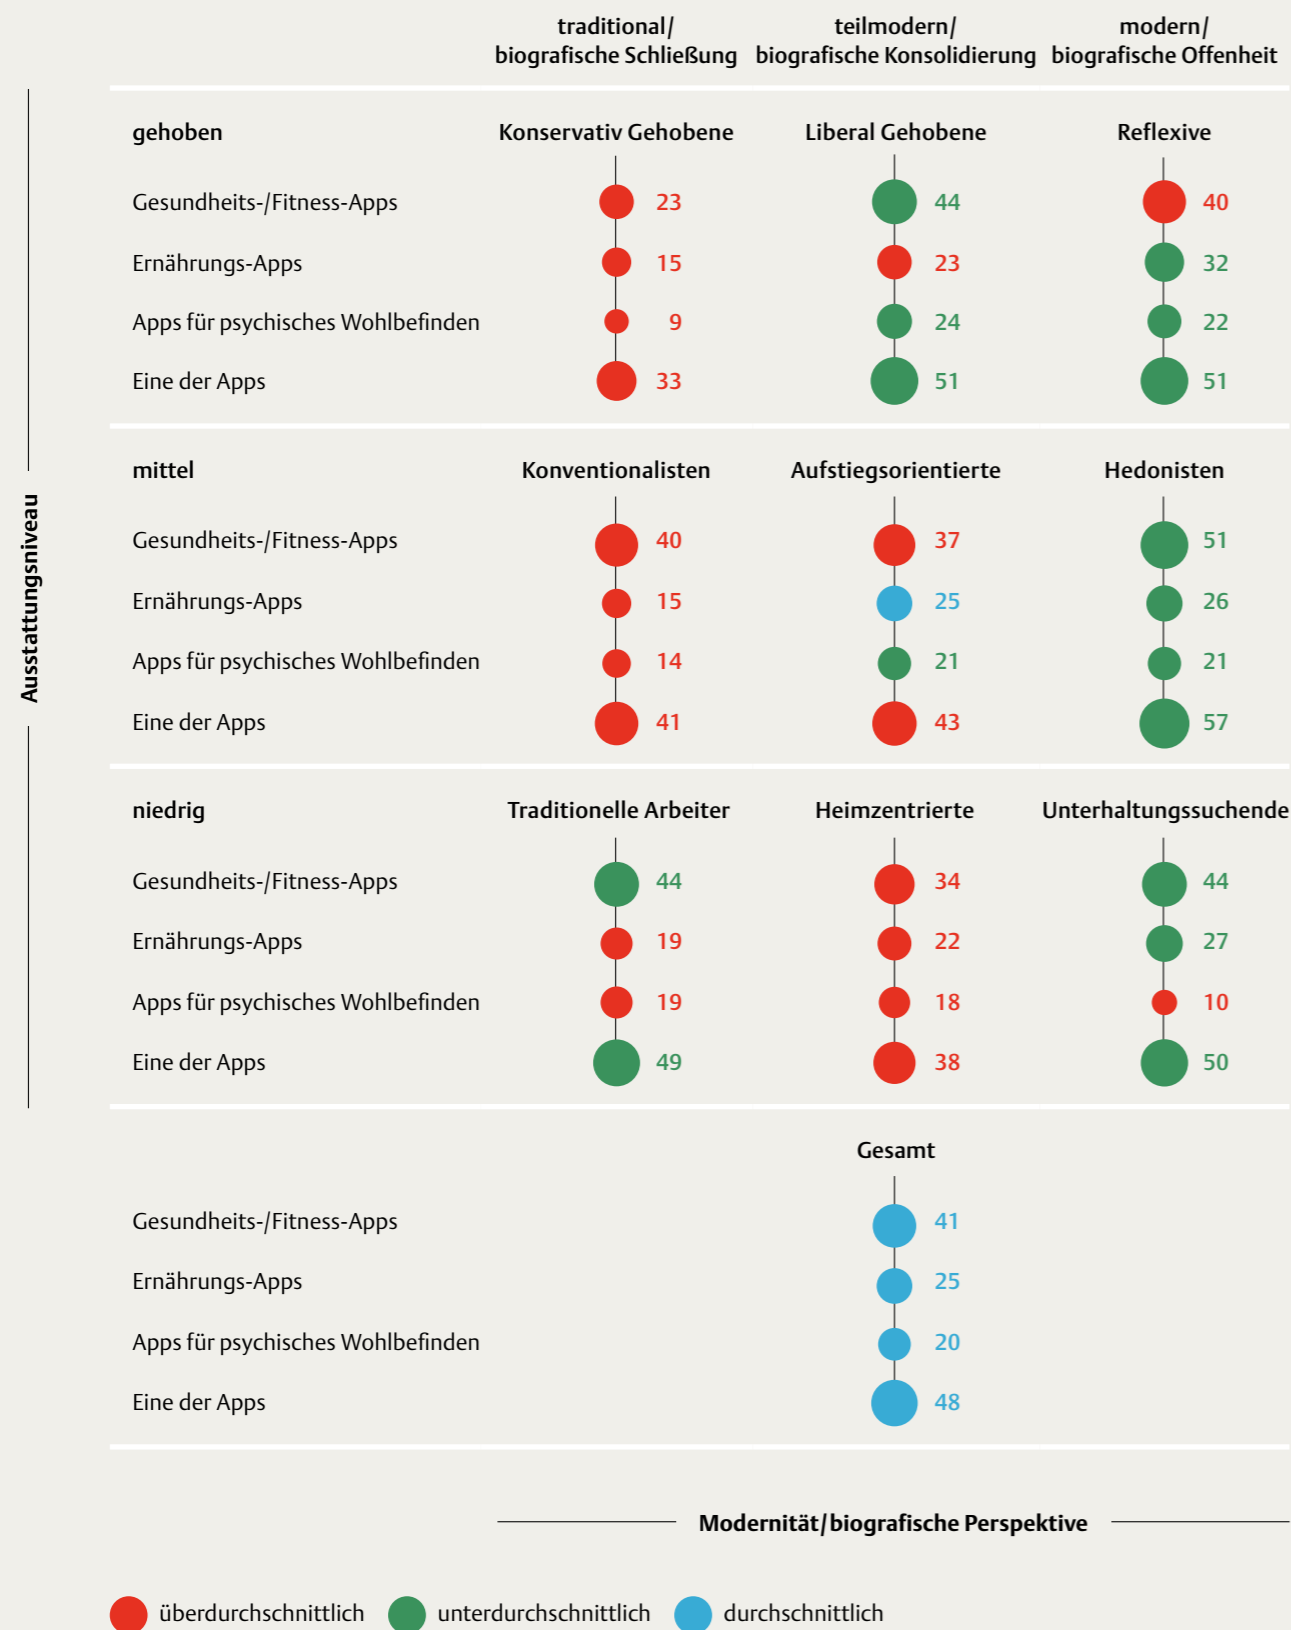 traditional/
biografische Schließung
teilmodern/
biografische Konsolidierung
modern/
biografische Offenheit
Ausstattungsniveau
gehoben Konservativ Gehobene Liberal Gehobene Reflexive
Gesundheits-/Fitness-Apps 23 44 40
Ernährungs-Apps 15 23 32
Apps für psychisches Wohlbefinden 9 24 22
Eine der Apps 33 51 51
mittel Konventionalisten Aufstiegsorientierte Hedonisten
Gesundheits-/Fitness-Apps 40 37 51
Ernährungs-Apps 15 25 26
Apps für psychisches Wohlbefinden 14 21 21
Eine der Apps 41 43 57
niedrig Traditionelle Arbeiter Heimzentrierte Unterhaltungssuchende
Gesundheits-/Fitness-Apps 44 34 44
Ernährungs-Apps 19 22 27
Apps für psychisches Wohlbefinden 19 18 10
Eine der Apps 49 38 50
Gesamt
Gesundheits-/Fitness-Apps 41
Ernährungs-Apps 25
Apps für psychisches Wohlbefinden 20
Eine der Apps 48
Modernität/biografische Perspektive
überdurchschnittlich unterdurchschnittlich durchschnittlich